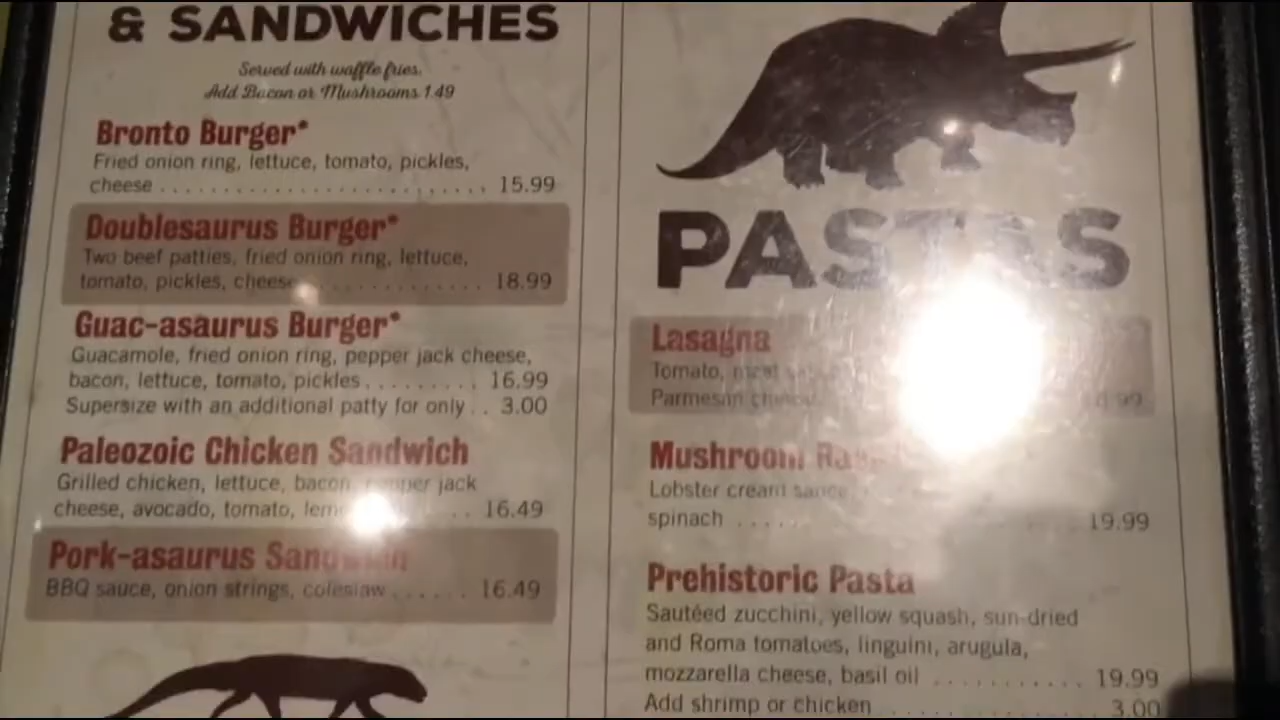 & SANDWICHES
Served with waffle fries.
Add Bacon or Mushrooms 1.49
Bronto Burger*
Fried onion ring, lettuce, tomato, pickles,
cheese 15.99
Doublesaurus Burger*
Two beef patties, fried onion ring, lettuce,
tomato, pickles, cheese 18.99
Guac-asaurus Burger*
Guacamole, fried onion ring, pepper jack cheese,
bacon, lettuce, tomato, pickles 16.99
Supersize with an additional patty for only 3.00
Paleozoic Chicken Sandwich
Grilled chicken, lettuce, bacon, pepper jack
cheese, avocado, tomato, 16.49
Pork-asaurus Sandwich
BBQ sauce, onion strings, coleslaw 16.49
PASTAS
Lasagna
Tomato, meat
Parmesan cheese
Mushroom
Lobster cream sauce,
spinach 19.99
Prehistoric Pasta
Sautéed zucchini, yellow squash, sun-dried
and Roma tomatoes, linguini, arugula,
mozzarella cheese, basil oil 19.99
Add shrimp or chicken 3.00